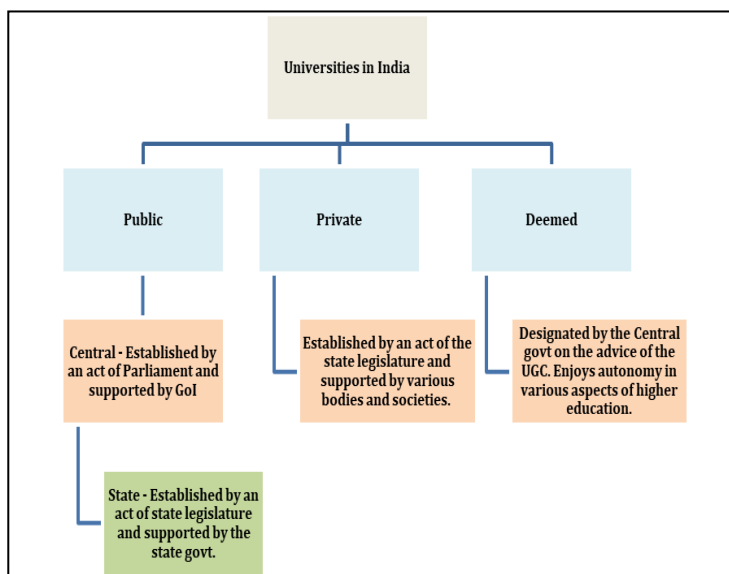 Universities in India
Public
Private
Deemed
Central - Established by
an act of Parliament and
supported by GoI
Established by an act of the
state legislature and
supported by various
bodies and societies.
Designated by the Central
govt on the advice of the
UGC. Enjoys autonomy in
various aspects of higher
education.
State - Established by an
act of state legislature
and supported by the
state govt.